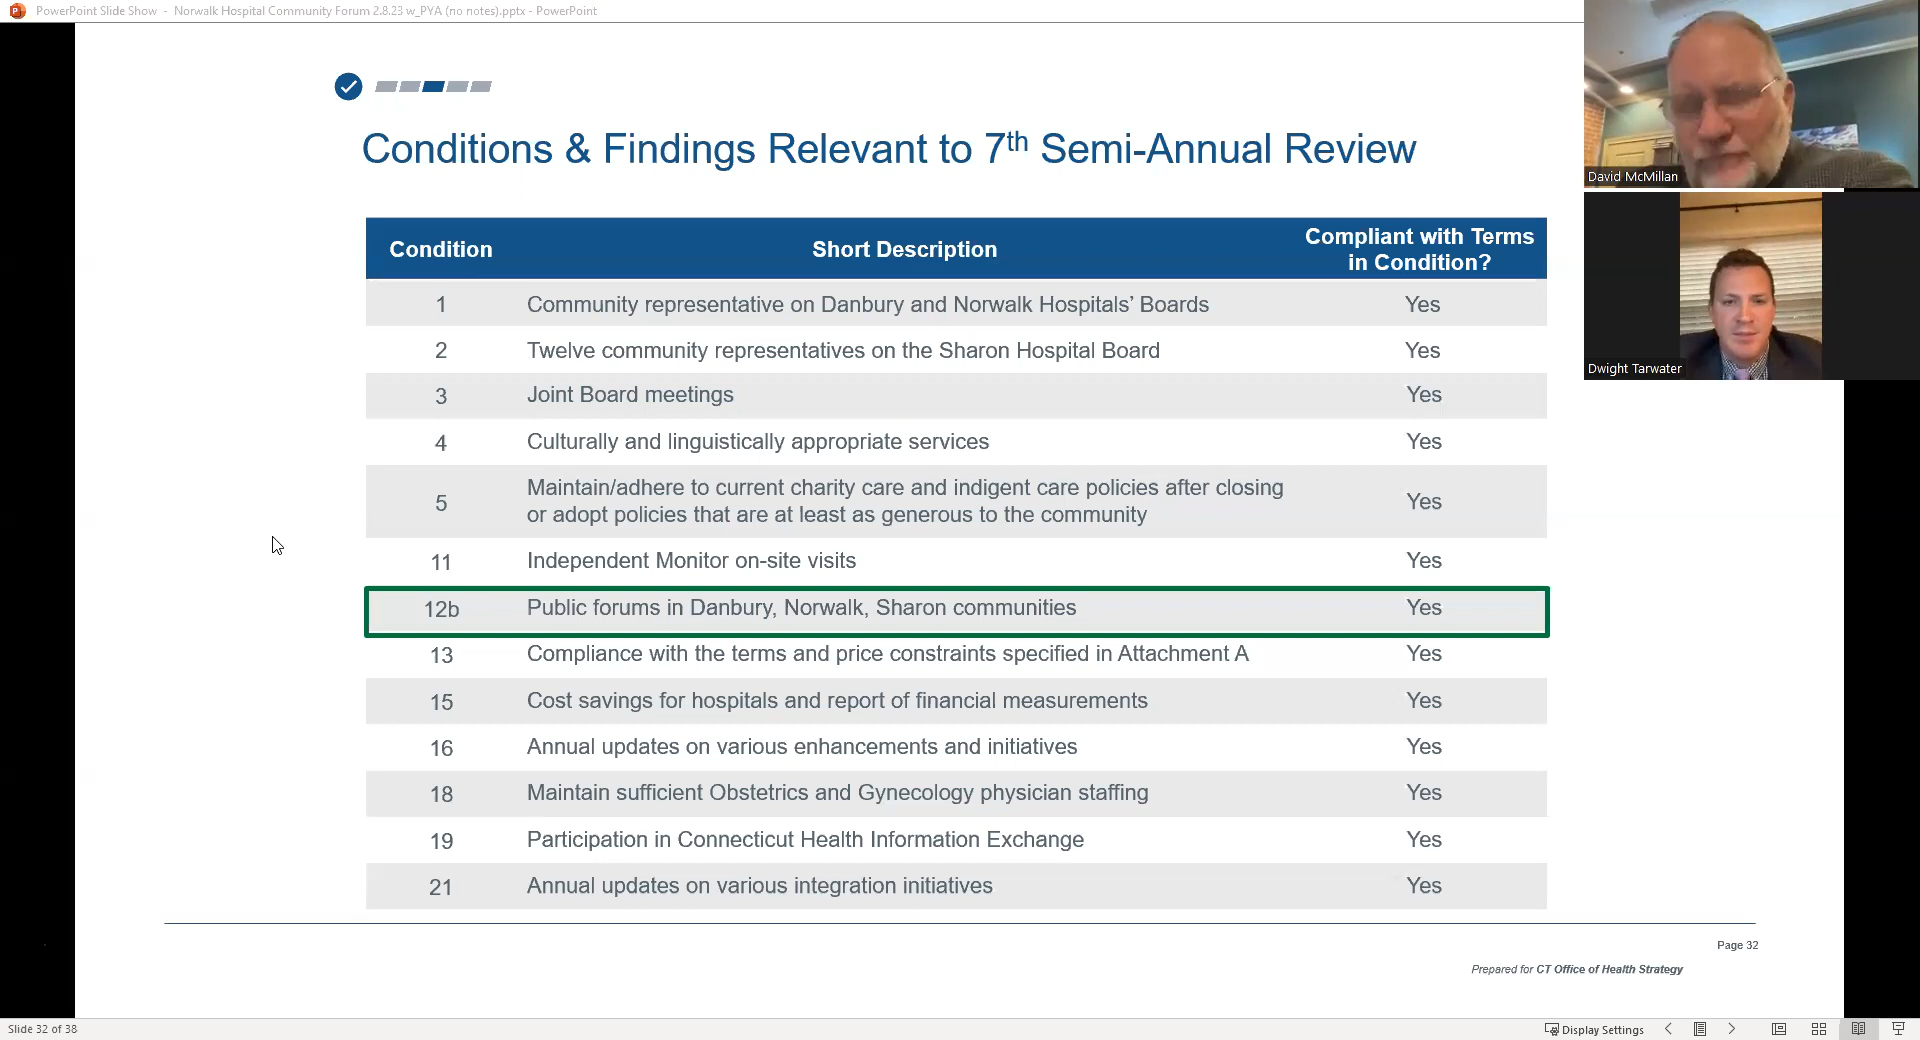 PowerPoint Slide Show - Norwalk Hospital Community Forum 2.8.23 w_PYA (no notes).pptx - PowerPoint
David McMillan
Dwight Tarwater
Conditions & Findings Relevant to 7th Semi-Annual Review
Condition Short Description Compliant with Terms in Condition?
1 Community representative on Danbury and Norwalk Hospitals' Boards Yes
2 Twelve community representatives on the Sharon Hospital Board Yes
3 Joint Board meetings Yes
4 Culturally and linguistically appropriate services Yes
5 Maintain/adhere to current charity care and indigent care policies after closing
or adopt policies that are at least as generous to the community Yes
11 Independent Monitor on-site visits Yes
12b Public forums in Danbury, Norwalk, Sharon communities Yes
13 Compliance with the terms and price constraints specified in Attachment A Yes
15 Cost savings for hospitals and report of financial measurements Yes
16 Annual updates on various enhancements and initiatives Yes
18 Maintain sufficient Obstetrics and Gynecology physician staffing Yes
19 Participation in Connecticut Health Information Exchange Yes
21 Annual updates on various integration initiatives Yes
Page 32
Prepared for CT Office of Health Strategy
Slide 32 of 38
Display Settings